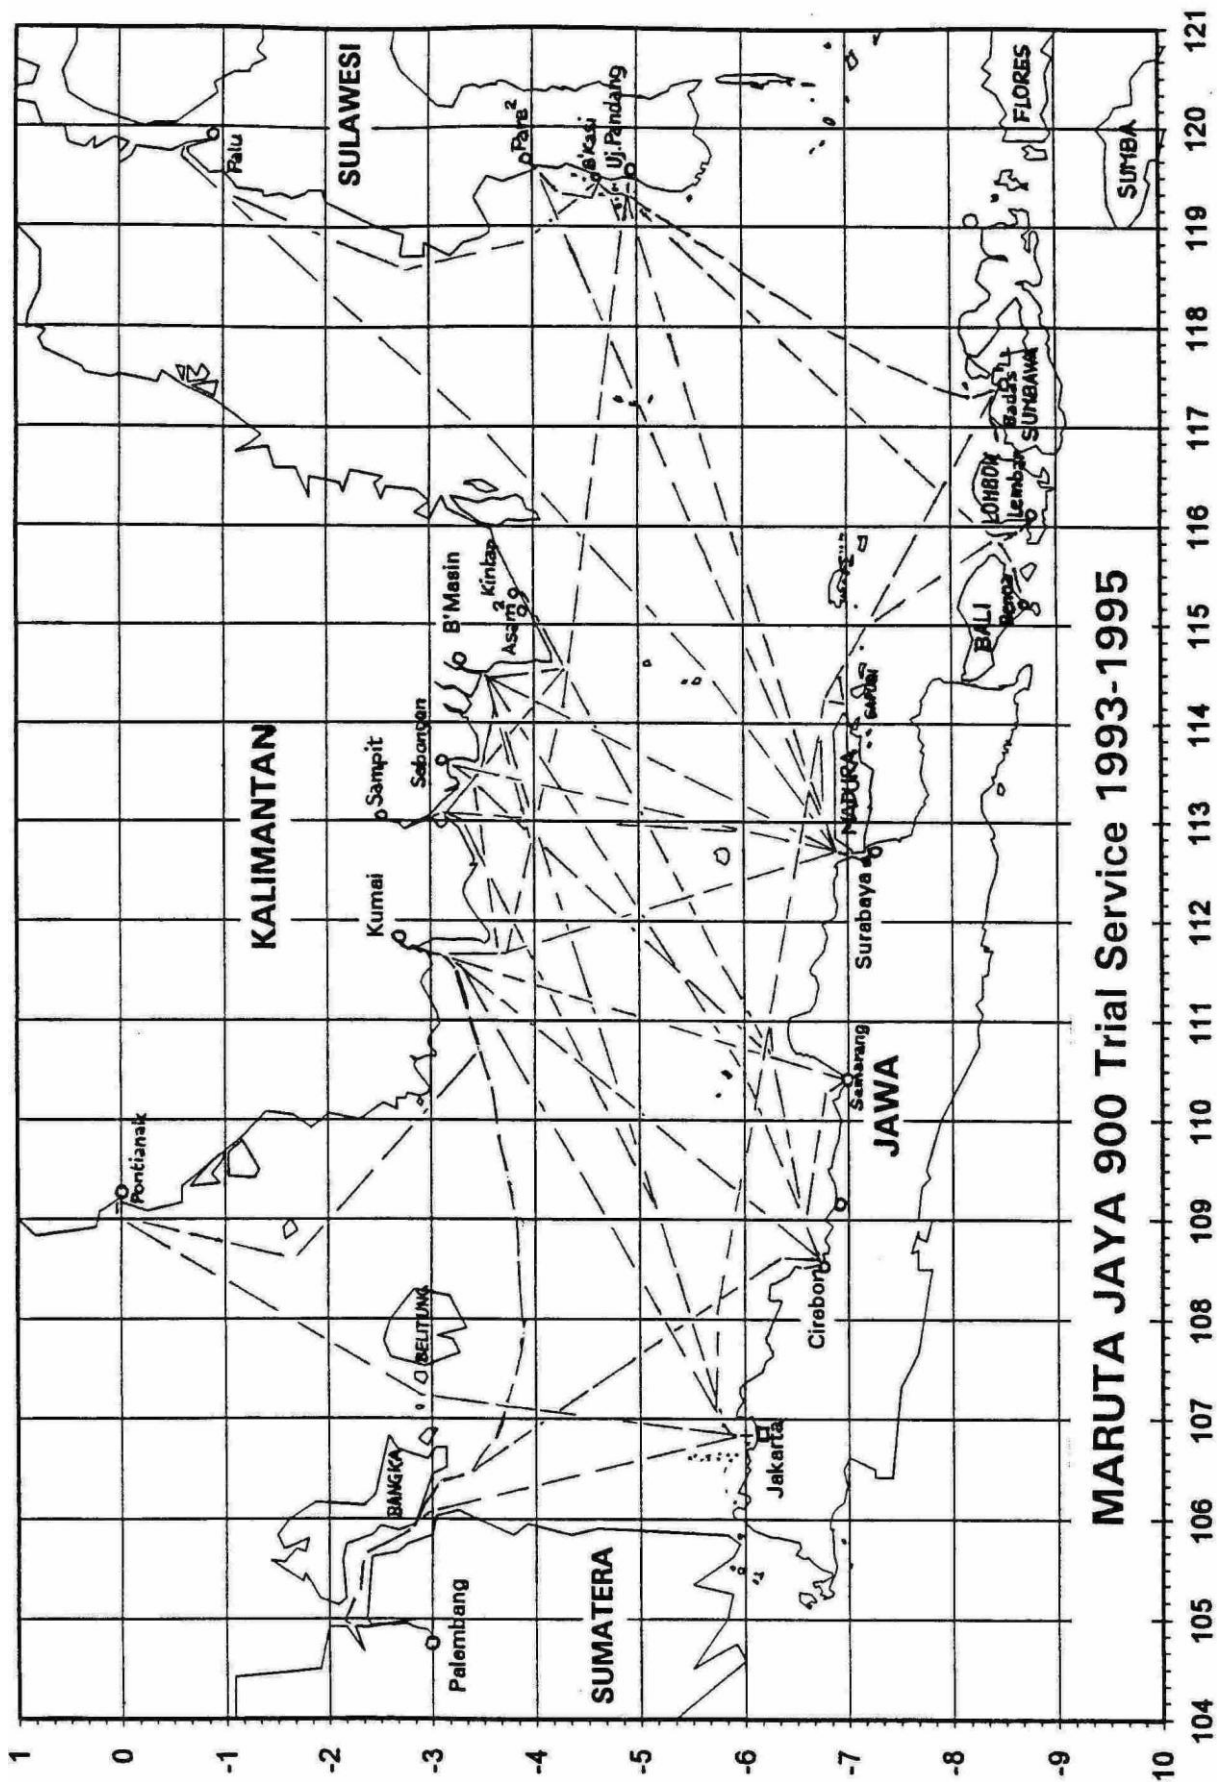 SULAWESI
Palu
Pare²
B'Kasi
Uj.Pandang
FLORES
SUMBA
KALIMANTAN
Pontianak
Kumai
Sampit
Sebangan
B'Masin
Asam²
Kintap
BELITUNG
BANGKA
Palembang
SUMATERA
Jakarta
Cirebon
Semarang
JAWA
Surabaya
MADURA
BALI
Benoa
LOMBOK
Lembar
Badas
SUMBAWA
MARUTA JAYA 900 Trial Service 1993-1995
1
0
-1
-2
-3
-4
-5
-6
-7
-8
-9
10
104
105
106
107
108
109
110
111
112
113
114
115
116
117
118
119
120
121